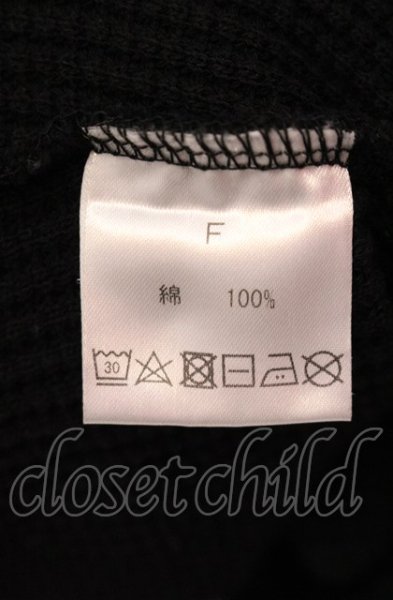 F
綿 100%
30
closet child